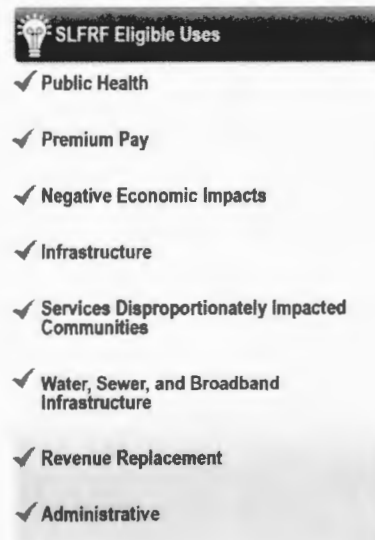 SLFRF Eligible Uses
Public Health
Premium Pay
Negative Economic Impacts
Infrastructure
Services Disproportionately Impacted
Communities
Water, Sewer, and Broadband
Infrastructure
Revenue Replacement
Administrative